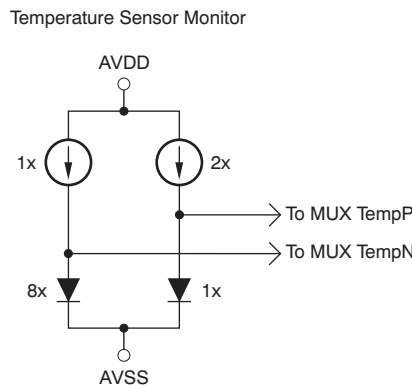 Temperature Sensor Monitor
AVDD
1x
2x
To MUX TempP
To MUX TempN
8x
1x
AVSS